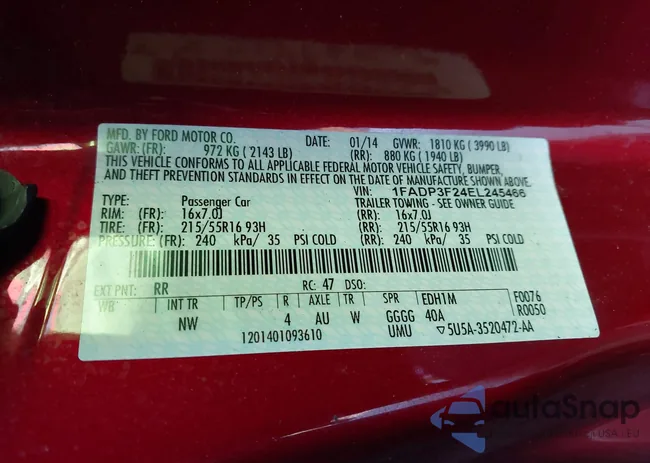 MFD. BY FORD MOTOR CO. DATE: 01/14 GVWR: 1810 KG ( 3990 LB)
GAWR: (FR): 972 KG ( 2143 LB) (RR): 880 KG ( 1940 LB)
THIS VEHICLE CONFORMS TO ALL APPLICABLE FEDERAL MOTOR VEHICLE SAFETY, BUMPER,
AND THEFT PREVENTION STANDARDS IN EFFECT ON THE DATE OF MANUFACTURE SHOWN ABOVE.
VIN: 1FADP3F24EL245466
TYPE: Passenger Car TRAILER TOWING - SEE OWNER GUIDE
RIM: (FR): 16x7.0J (RR): 16x7.0J
TIRE: (FR): 215/55R16 93H (RR): 215/55R16 93H
PRESSURE: (FR): 240 kPa/ 35 PSI COLD (RR): 240 kPa/ 35 PSI COLD
EXT PNT: RR RC: 47 DSO:
WB INT TR TP/PS R AXLE TR SPR EDH1M F0076
NW 4 AU W GGGG 40A R0050
1201401093610 UMU ▽5U5A-3520472-AA
autoSnap